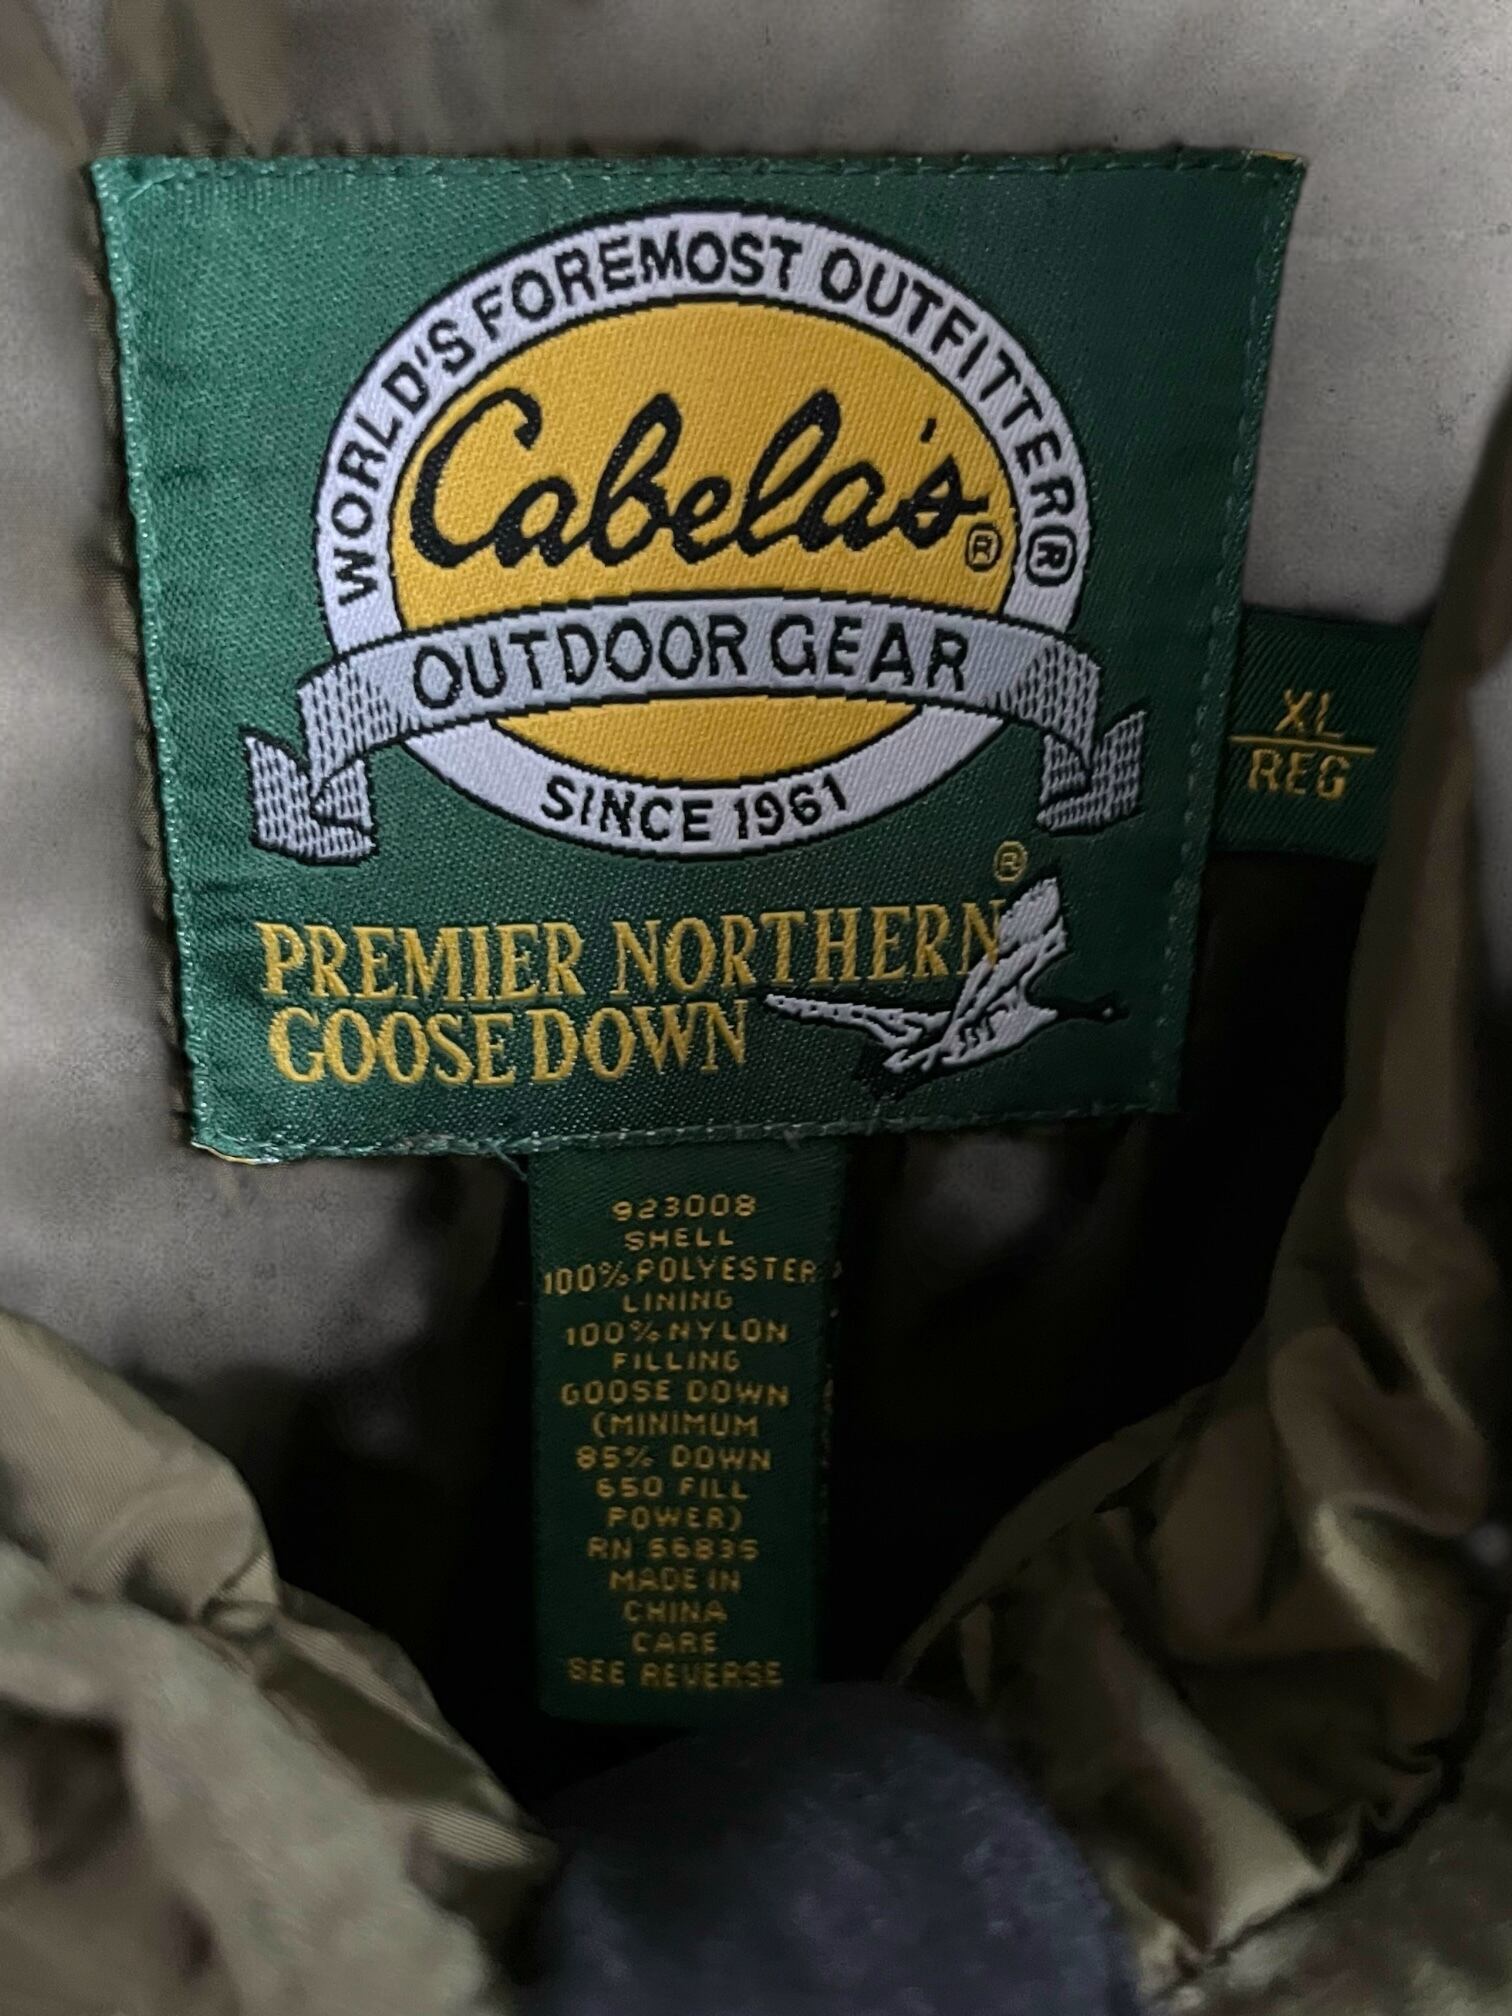 WORLD'S FOREMOST OUTFITTER®
Cabela's®
OUTDOOR GEAR
SINCE 1961
®
PREMIER NORTHERN
GOOSE DOWN
XL
REG
923008
SHELL
100% POLYESTER
LINING
100% NYLON
FILLING
GOOSE DOWN
(MINIMUM
85% DOWN
650 FILL
POWER)
RN 56835
MADE IN
CHINA
CARE
SEE REVERSE